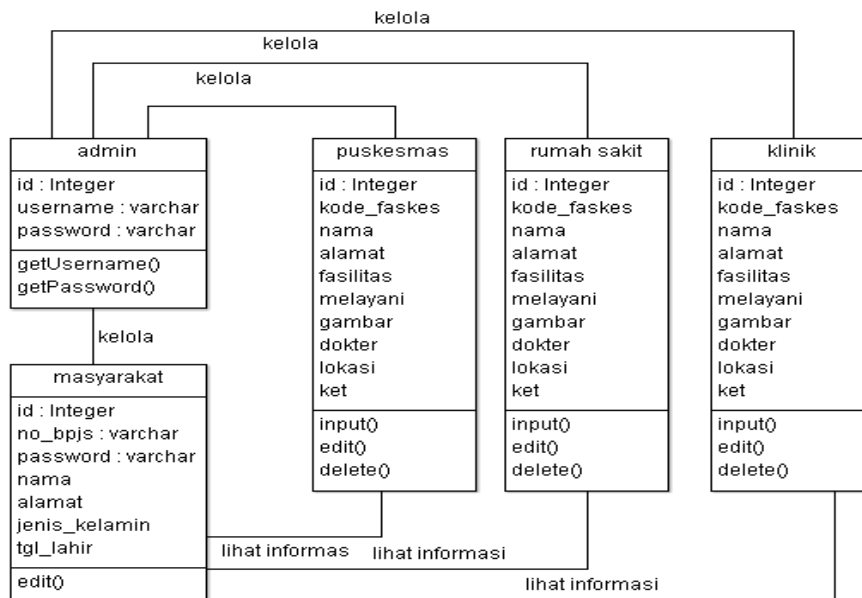 kelola
kelola
kelola
admin
id : Integer
username : varchar
password : varchar
getUsername()
getPassword()
kelola
masyarakat
id : Integer
no_bpjs : varchar
password : varchar
nama
alamat
jenis_kelamin
tgl_lahir
edit()
puskesmas
id : Integer
kode_faskes
nama
alamat
fasilitas
melayani
gambar
dokter
lokasi
ket
input()
edit()
delete()
rumah sakit
id : Integer
kode_faskes
nama
alamat
fasilitas
melayani
gambar
dokter
lokasi
ket
input()
edit()
delete()
klinik
id : Integer
kode_faskes
nama
alamat
fasilitas
melayani
gambar
dokter
lokasi
ket
input()
edit()
delete()
lihat informas
lihat informasi
lihat informasi